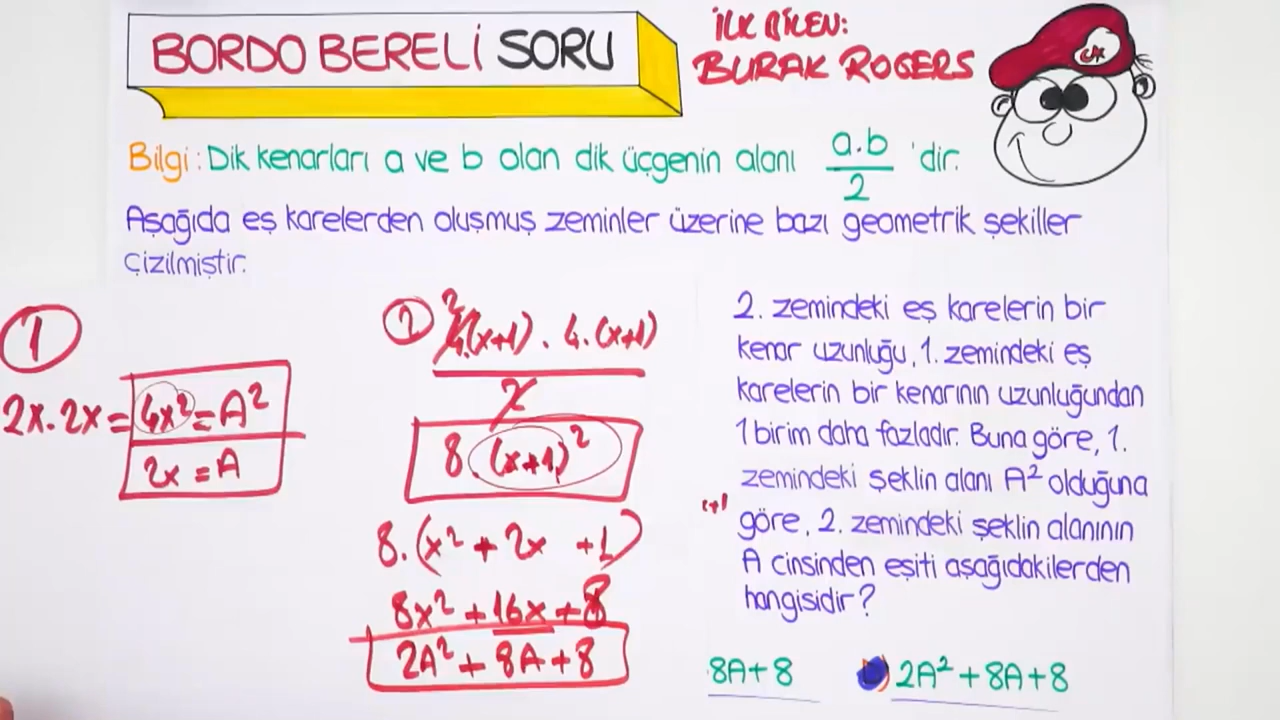 BORDO BERELİ SORU
İLK BİLEN:
BURAK ROGERS
Bilgi: Dik kenarları a ve b olan dik üçgenin alanı a.b/2 'dir.
Aşağıda eş karelerden oluşmuş zeminler üzerine bazı geometrik şekiller
çizilmiştir.
1
2x.2x=4x²=A²
2x=A
2
2 4.(x+1).4.(x+1)
2
8.(x+1)²
8.(x²+2x+1)
8x²+16x+8
2A²+8A+8
2. zemindeki eş karelerin bir
kenar uzunluğu, 1. zemindeki eş
karelerin bir kenarının uzunluğundan
1 birim daha fazladır. Buna göre, 1.
zemindeki şeklin alanı A² olduğuna
göre, 2. zemindeki şeklin alanının
A cinsinden eşiti aşağıdakilerden
hangisidir?
8A+8
2A²+8A+8